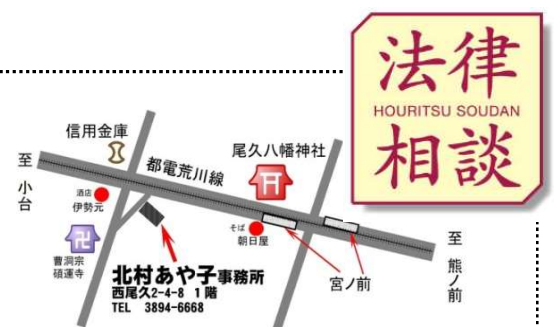 法律
HOURITSU SOUDAN
相談
信用金庫
尾久八幡神社
都電荒川線
至 小台
酒店
伊勢元
そば
朝日屋
至 熊ノ前
宮ノ前
曹洞宗
碩運寺
北村あや子事務所
西尾久2-4-8 1階
TEL 3894-6668